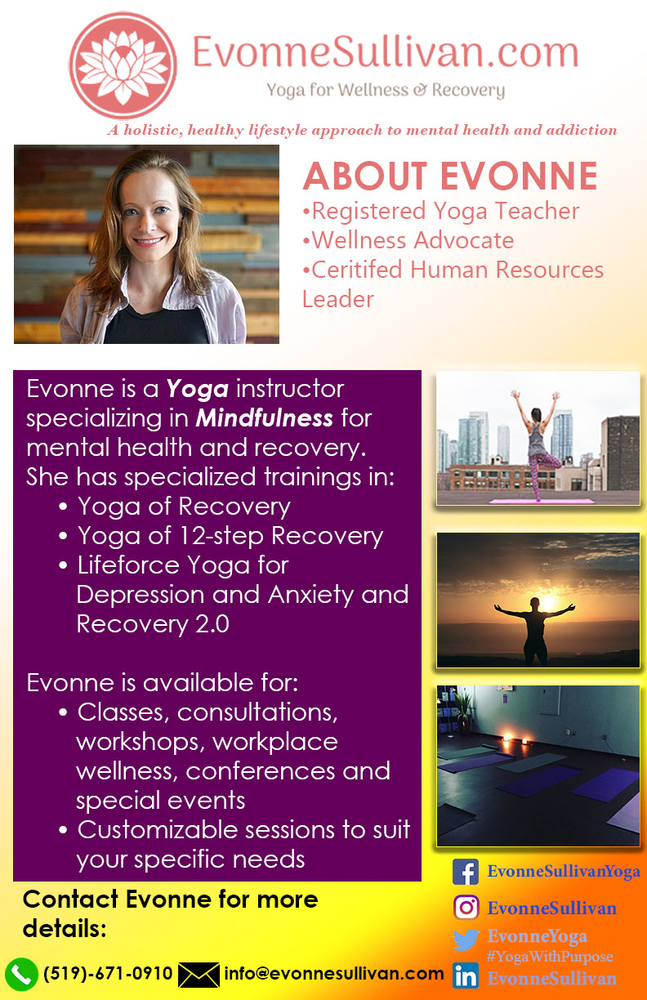 EvonneSullivan.com
Yoga for Wellness & Recovery
A holistic, healthy lifestyle approach to mental health and addiction
ABOUT EVONNE
•Registered Yoga Teacher
•Wellness Advocate
•Ceritifed Human Resources
Leader
Evonne is a Yoga instructor
specializing in Mindfulness for
mental health and recovery.
She has specialized trainings in:
• Yoga of Recovery
• Yoga of 12-step Recovery
• Lifeforce Yoga for
Depression and Anxiety and
Recovery 2.0
Evonne is available for:
• Classes, consultations,
workshops, workplace
wellness, conferences and
special events
• Customizable sessions to suit
your specific needs
Contact Evonne for more
details:
(519)-671-0910
info@evonnesullivan.com
EvonneSullivanYoga
EvonneSullivan
EvonneYoga
#YogaWithPurpose
EvonneSullivan